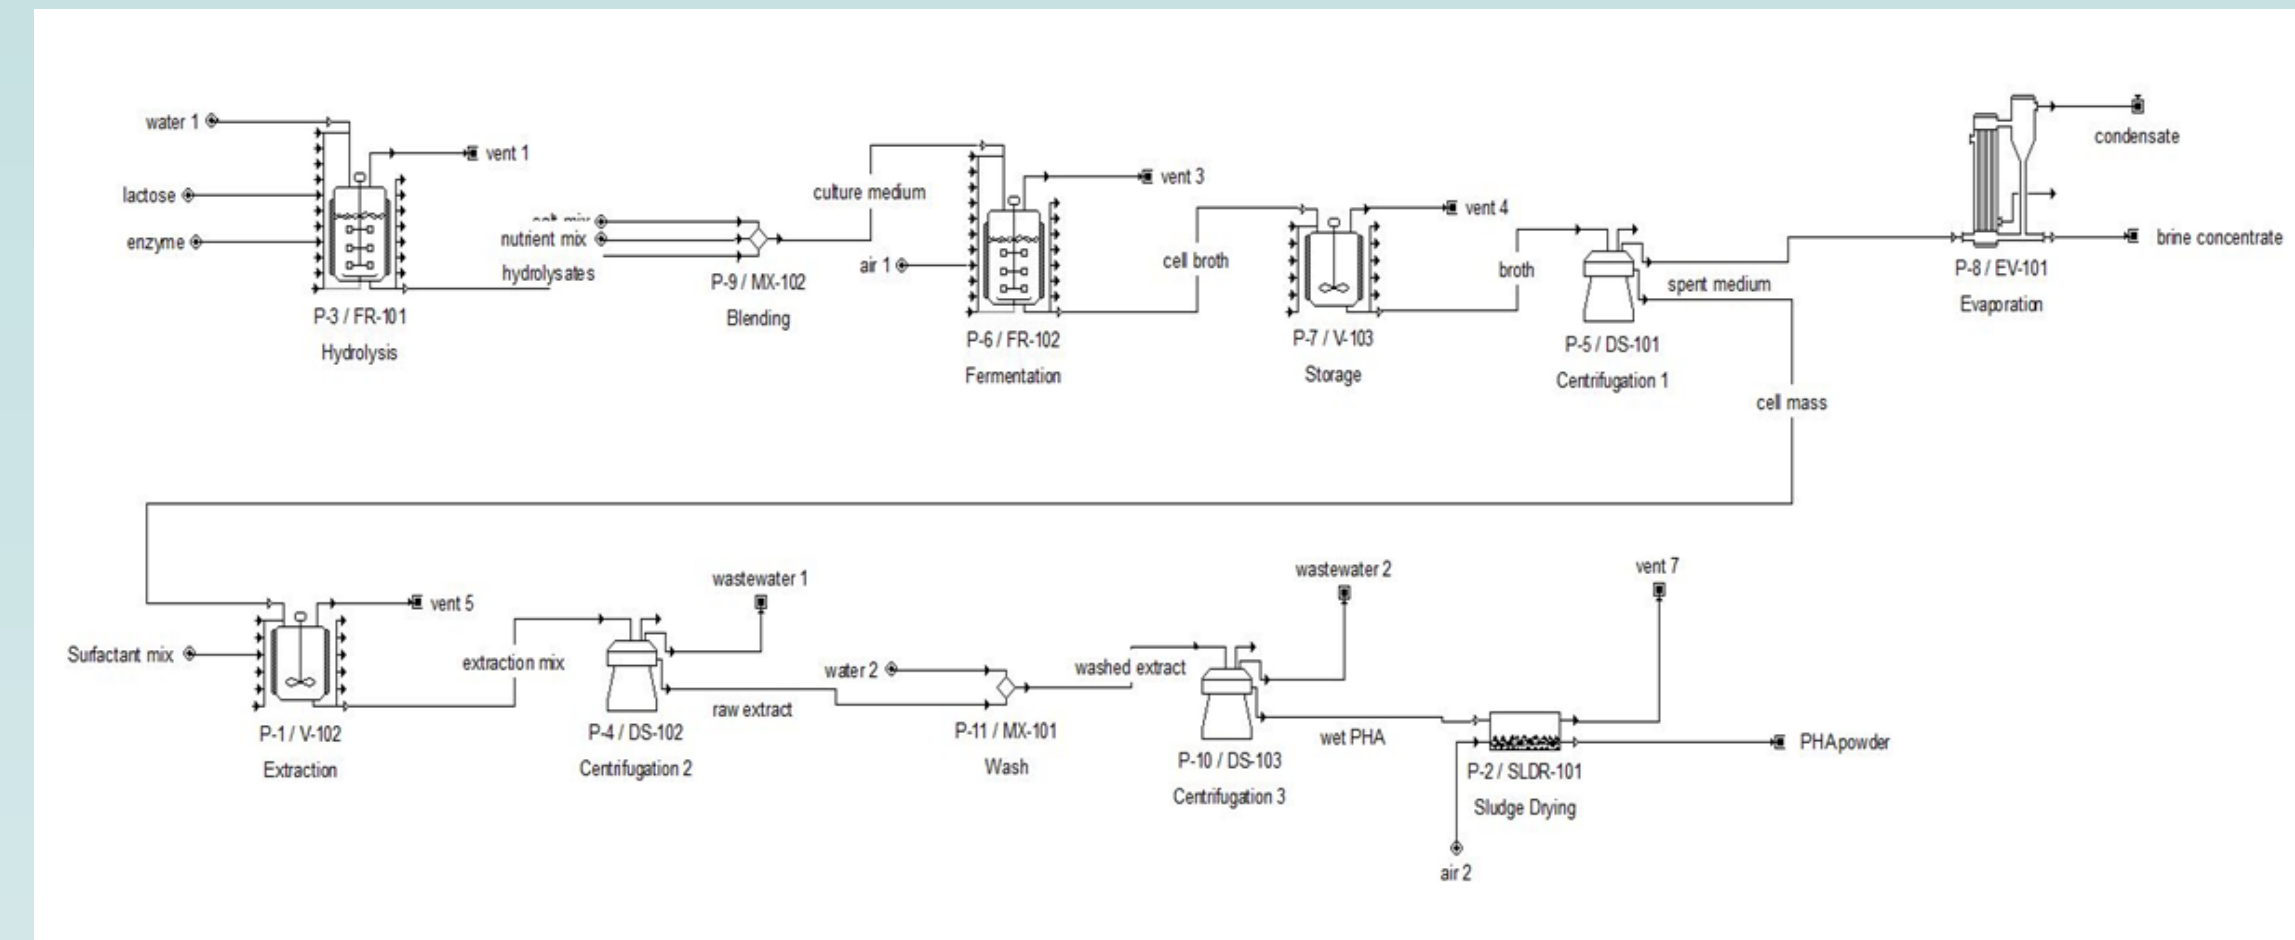 water 1
vent 1
lactose
enzyme
P-3 / FR-101
Hydrolysis
nutrient mix
hydrolysates
P-9 / MX-102
Blending
culture medium
air 1
vent 3
P-6 / FR-102
Fermentation
cell broth
vent 4
P-7 / V-103
Storage
broth
P-5 / DS-101
Centrifugation 1
spent medium
cell mass
condensate
brine concentrate
P-8 / EV-101
Evaporation
Surfactant mix
vent 5
P-1 / V-102
Extraction
extraction mix
wastewater 1
P-4 / DS-102
Centrifugation 2
raw extract
water 2
P-11 / MX-101
Wash
washed extract
wastewater 2
P-10 / DS-103
Centrifugation 3
wet PHA
vent 7
PHA powder
P-2 / SLDR-101
Sludge Drying
air 2